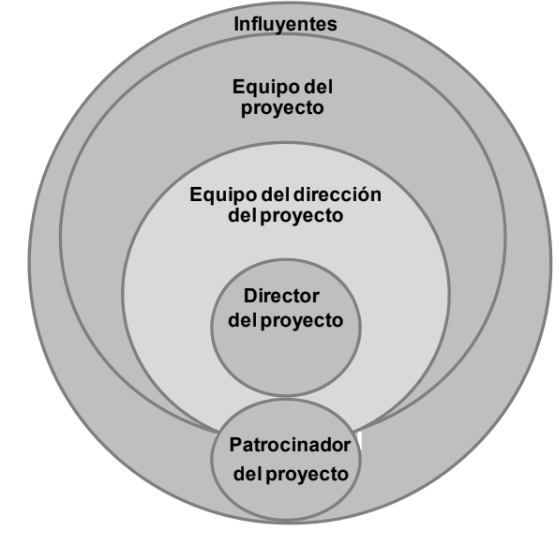 Influyentes
Equipo del
proyecto
Equipo del dirección
del proyecto
Director
del proyecto
Patrocinador
del proyecto